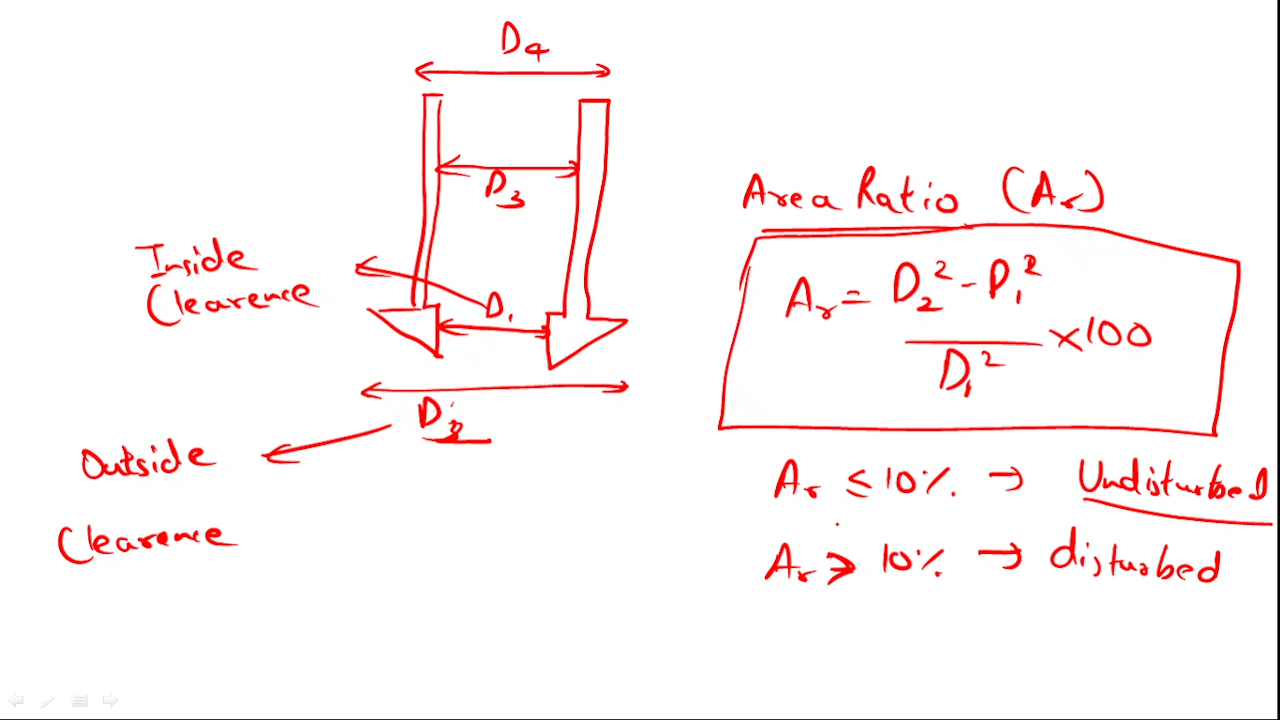 D₄
D₃
Inside
Clearence
D₁
D₂
Outside
Clearence
Area Ratio (Aᵣ)
Aᵣ = D₂² - D₁²
D₁² × 100
Aᵣ ≤ 10% → Undisturbed
Aᵣ > 10% → disturbed